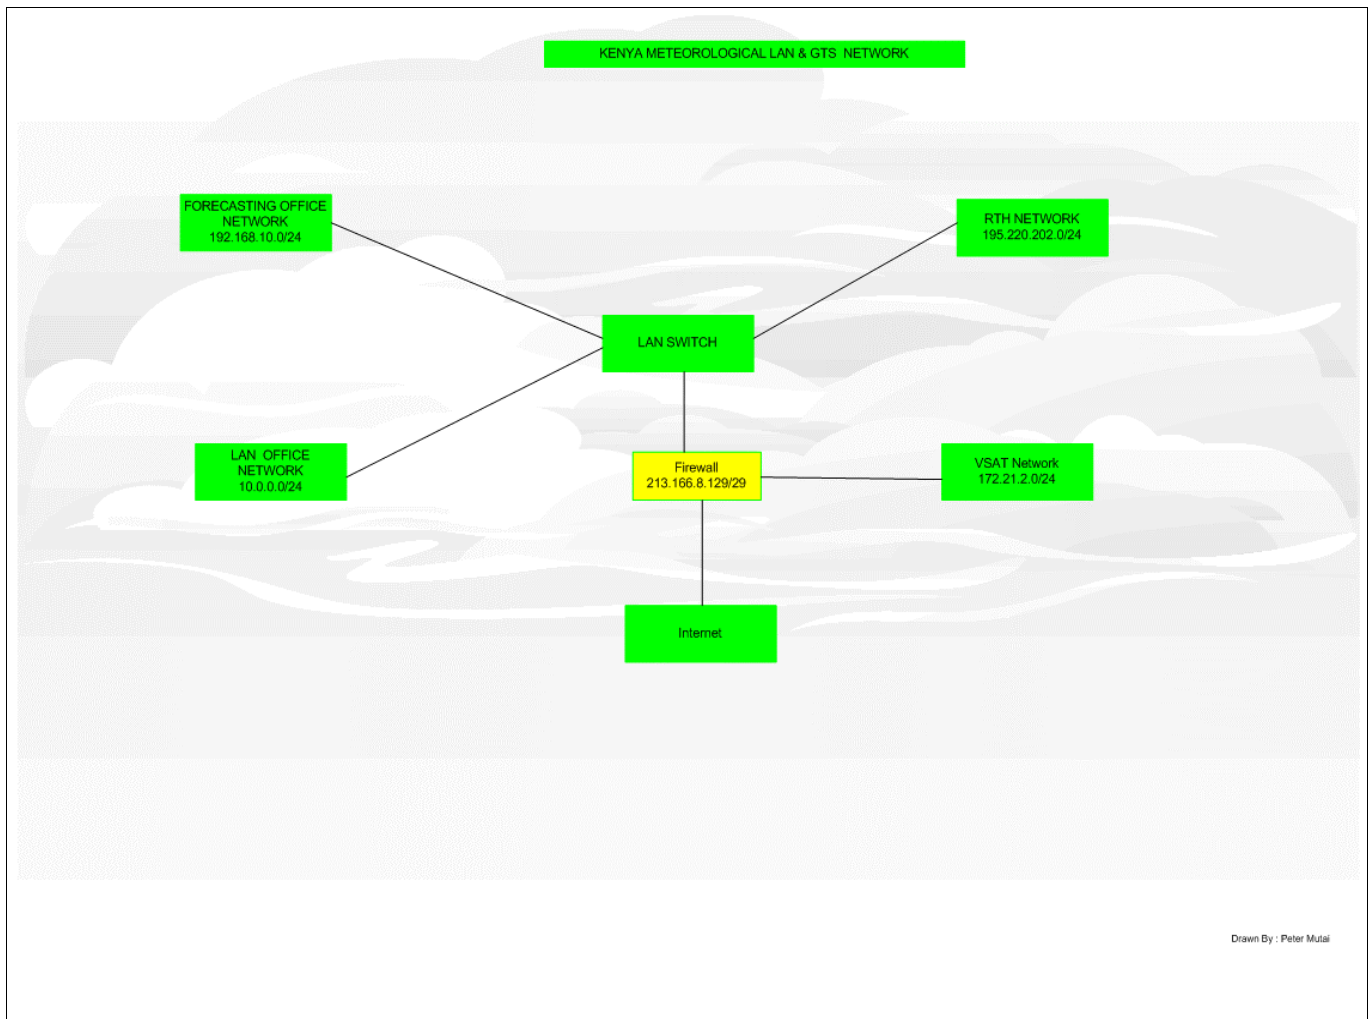 KENYA METEOROLOGICAL LAN & GTS NETWORK
FORECASTING OFFICE
NETWORK
192.168.10.0/24
RTH NETWORK
195.220.202.0/24
LAN SWITCH
LAN OFFICE
NETWORK
10.0.0.0/24
Firewall
213.166.8.129/29
VSAT Network
172.21.2.0/24
Internet
Drawn By : Peter Mutai